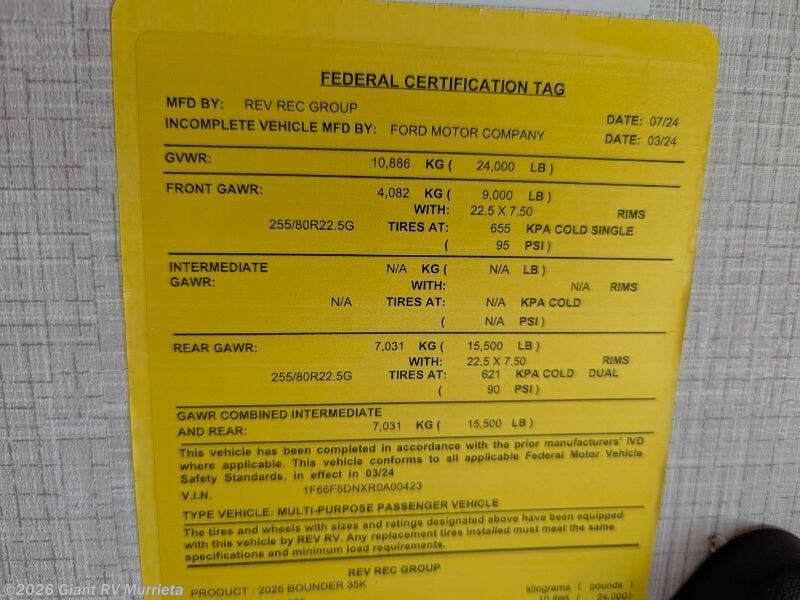 FEDERAL CERTIFICATION TAG
MFD BY: REV REC GROUP DATE: 07/24
INCOMPLETE VEHICLE MFD BY: FORD MOTOR COMPANY DATE: 03/24
GVWR: 10,886 KG ( 24,000 LB )
FRONT GAWR: 4,082 KG ( 9,000 LB )
WITH: 22.5 X 7.50 RIMS
255/80R22.5G TIRES AT: 655 KPA COLD SINGLE
( 95 PSI )
INTERMEDIATE N/A KG ( N/A LB )
GAWR: WITH: N/A RIMS
N/A TIRES AT: N/A KPA COLD
( N/A PSI )
REAR GAWR: 7,031 KG ( 15,500 LB )
WITH: 22.5 X 7.50 RIMS
255/80R22.5G TIRES AT: 621 KPA COLD DUAL
( 90 PSI )
GAWR COMBINED INTERMEDIATE
AND REAR: 7,031 KG ( 15,500 LB )
This vehicle has been completed in accordance with the prior manufacturers' IVD
where applicable. This vehicle conforms to all applicable Federal Motor Vehicle
Safety Standards, in effect in 03/24
V.I.N. 1F66F5DNXR0A00423
TYPE VEHICLE: MULTI-PURPOSE PASSENGER VEHICLE
The tires and wheels with sizes and ratings designated above have been equipped
with this vehicle by REV RV. Any replacement tires installed must meet the same
specifications and minimum load requirements.
REV REC GROUP
PRODUCT: 2025 BOUNDER 35K kilograms ( pounds )
10,886 ( 24,000)
©2026 Giant RV Murrieta